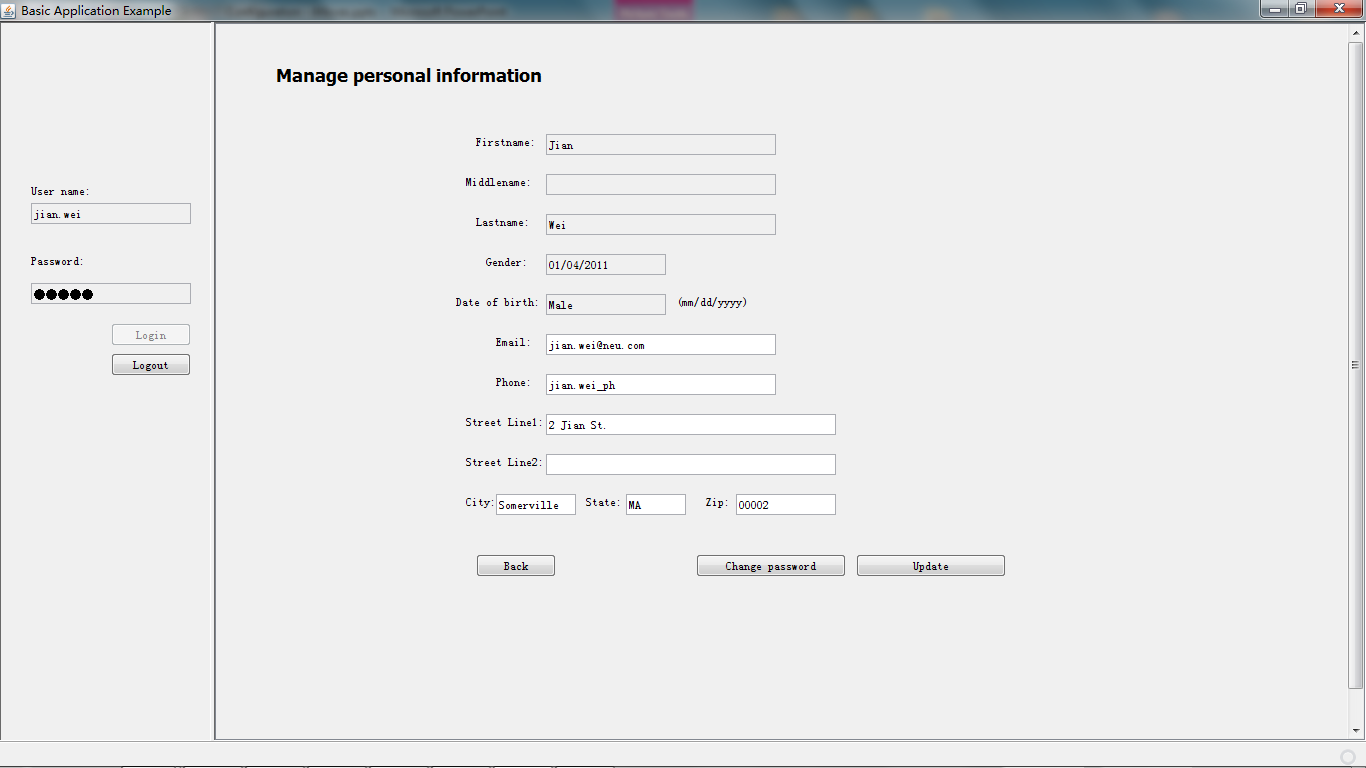 Basic Application Example
Manage personal information
User name:
jian.wei
Password:
Login
Logout
Firstname: Jian
Middlename:
Lastname: Wei
Gender: 01/04/2011
Date of birth: Male (mm/dd/yyyy)
Email: jian.wei@neu.com
Phone: jian.wei_ph
Street Line1: 2 Jian St.
Street Line2:
City: Somerville State: MA Zip: 00002
Back Change password Update